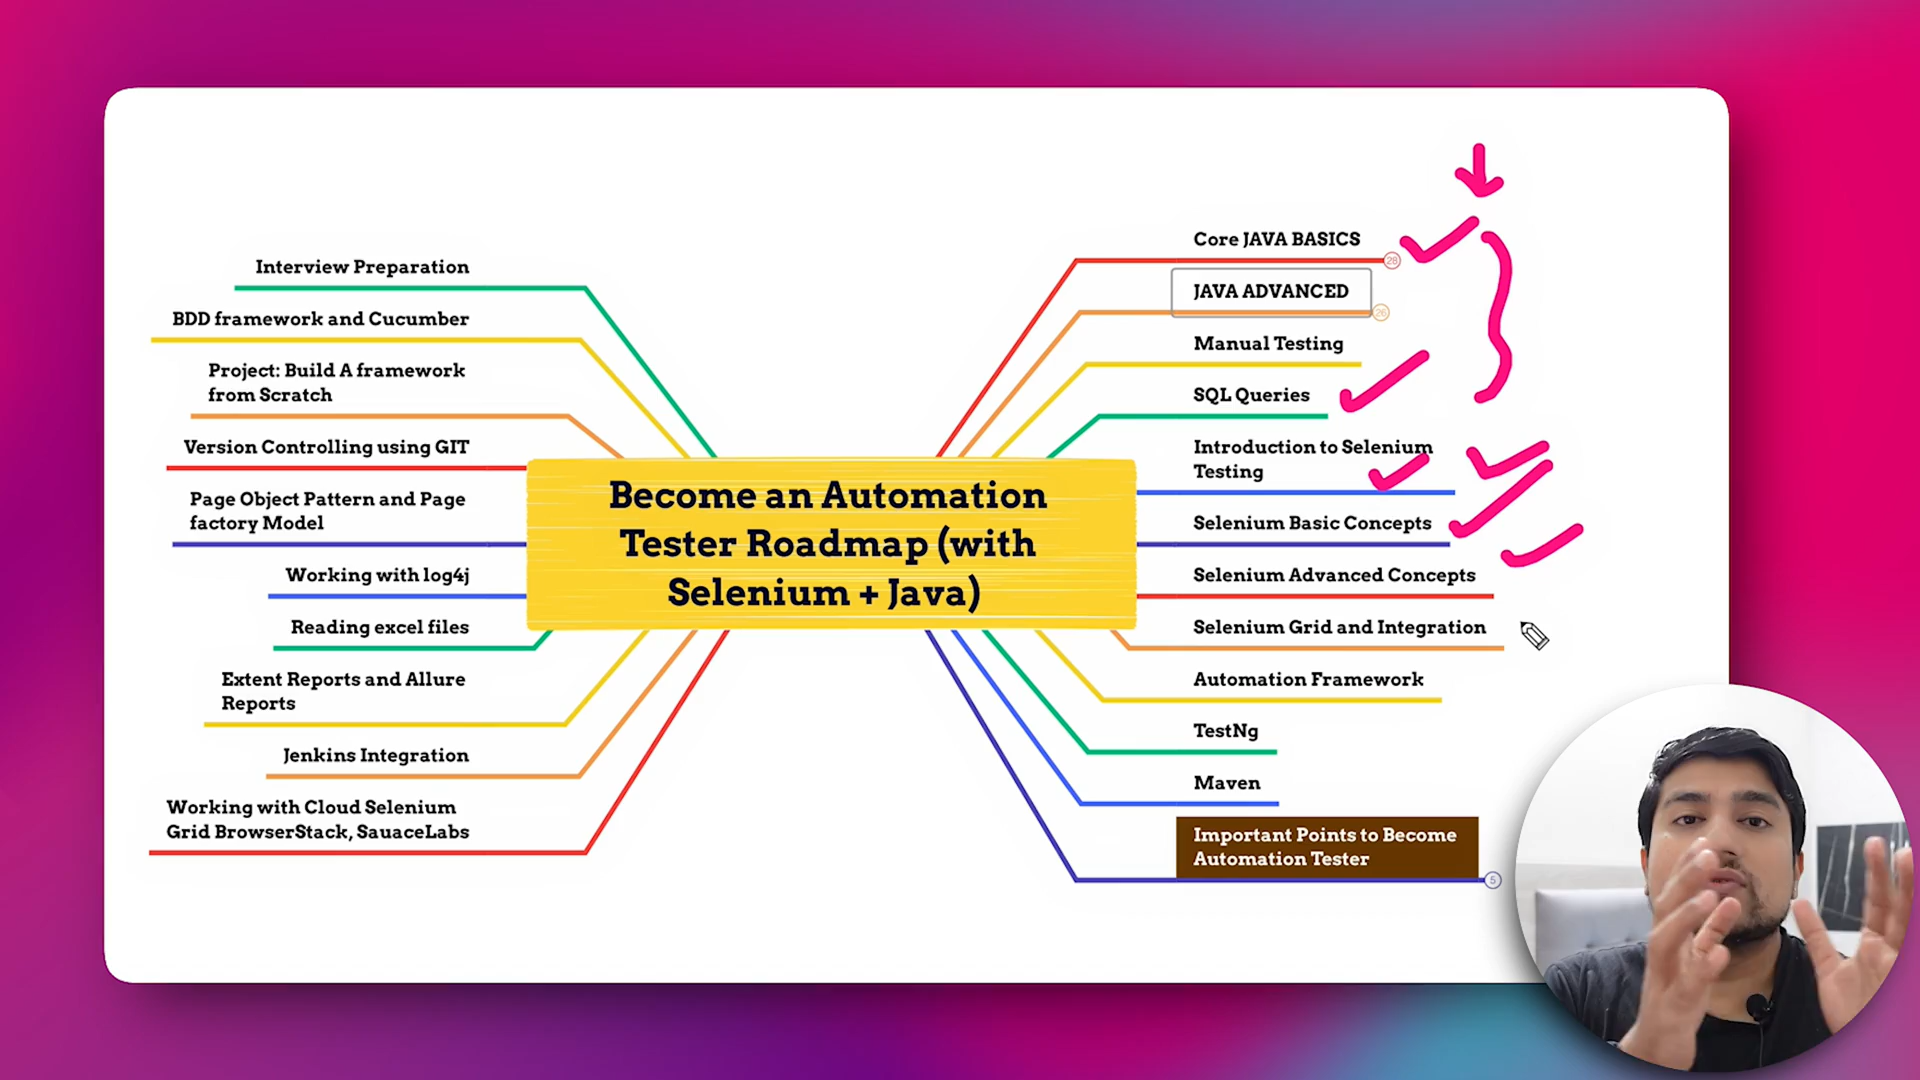 Become an Automation
Tester Roadmap (with
Selenium + Java)
Core JAVA BASICS
28
JAVA ADVANCED
26
Manual Testing
SQL Queries
Introduction to Selenium
Testing
Selenium Basic Concepts
Selenium Advanced Concepts
Selenium Grid and Integration
Automation Framework
TestNg
Maven
Important Points to Become
Automation Tester
5
Interview Preparation
BDD framework and Cucumber
Project: Build A framework
from Scratch
Version Controlling using GIT
Page Object Pattern and Page
factory Model
Working with log4j
Reading excel files
Extent Reports and Allure
Reports
Jenkins Integration
Working with Cloud Selenium
Grid BrowserStack, SauaceLabs